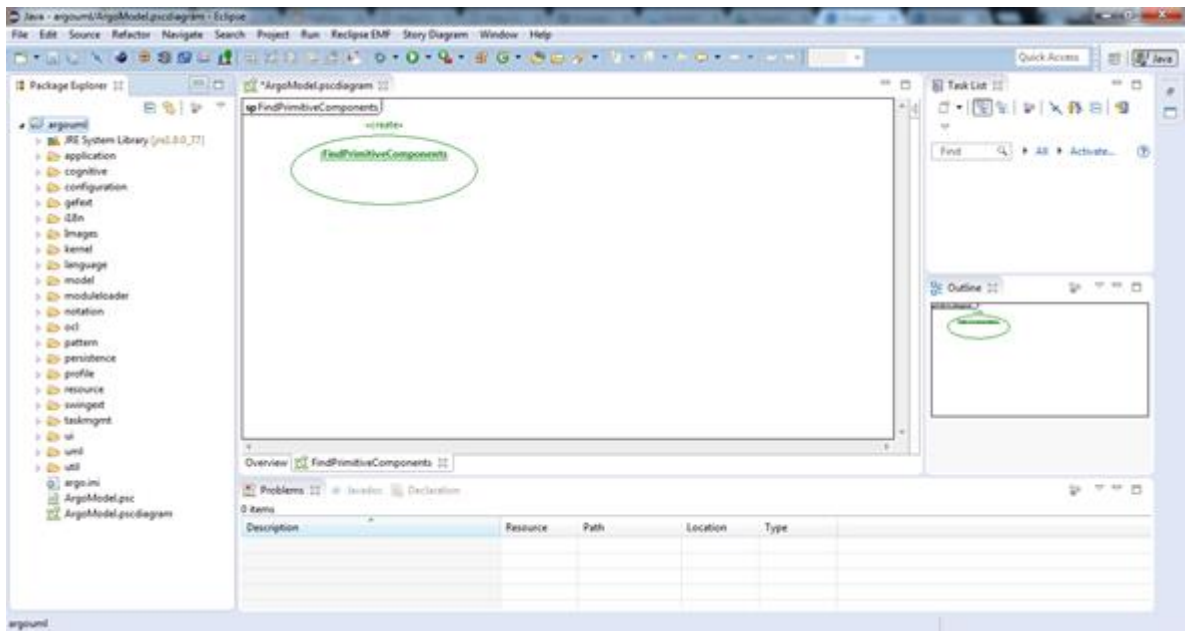 Java - argouml/ArgoModel.pscdiagram - Eclipse
File Edit Source Refactor Navigate Search Project Run Reclipse EMF Story Diagram Window Help
Quick Access
Java
Package Explorer
argouml
JRE System Library [jre1.8.0_77]
application
cognitive
configuration
gefext
i18n
Images
kernel
language
model
moduleloader
notation
ocl
pattern
persistence
profile
resource
swingext
taskmgmt
ui
uml
util
argo.ini
ArgoModel.psc
ArgoModel.pscdiagram
*ArgoModel.pscdiagram
sp FindPrimitiveComponents
«create»
:FindPrimitiveComponents
Overview FindPrimitiveComponents
Task List
Find All Activate...
Outline
Problems @ Javadoc Declaration
0 items
Description Resource Path Location Type
argouml